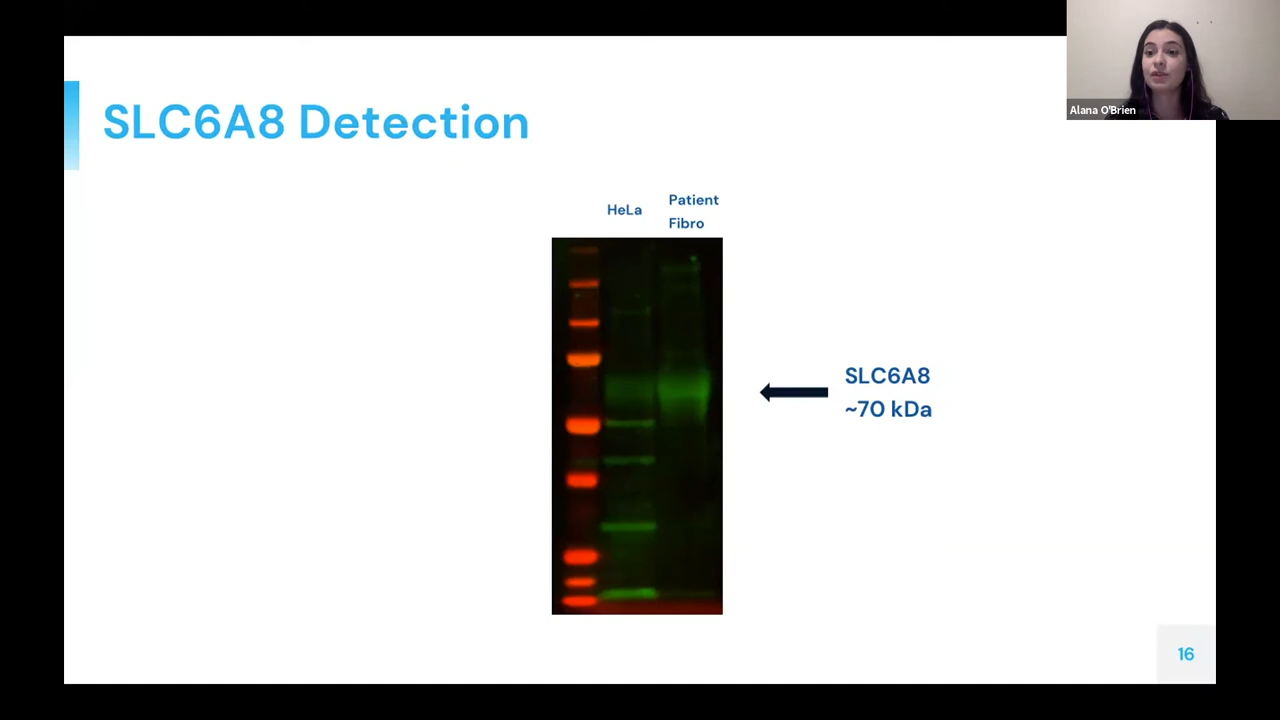 Alana O'Brien
SLC6A8 Detection
HeLa
Patient
Fibro
SLC6A8
~70 kDa
16